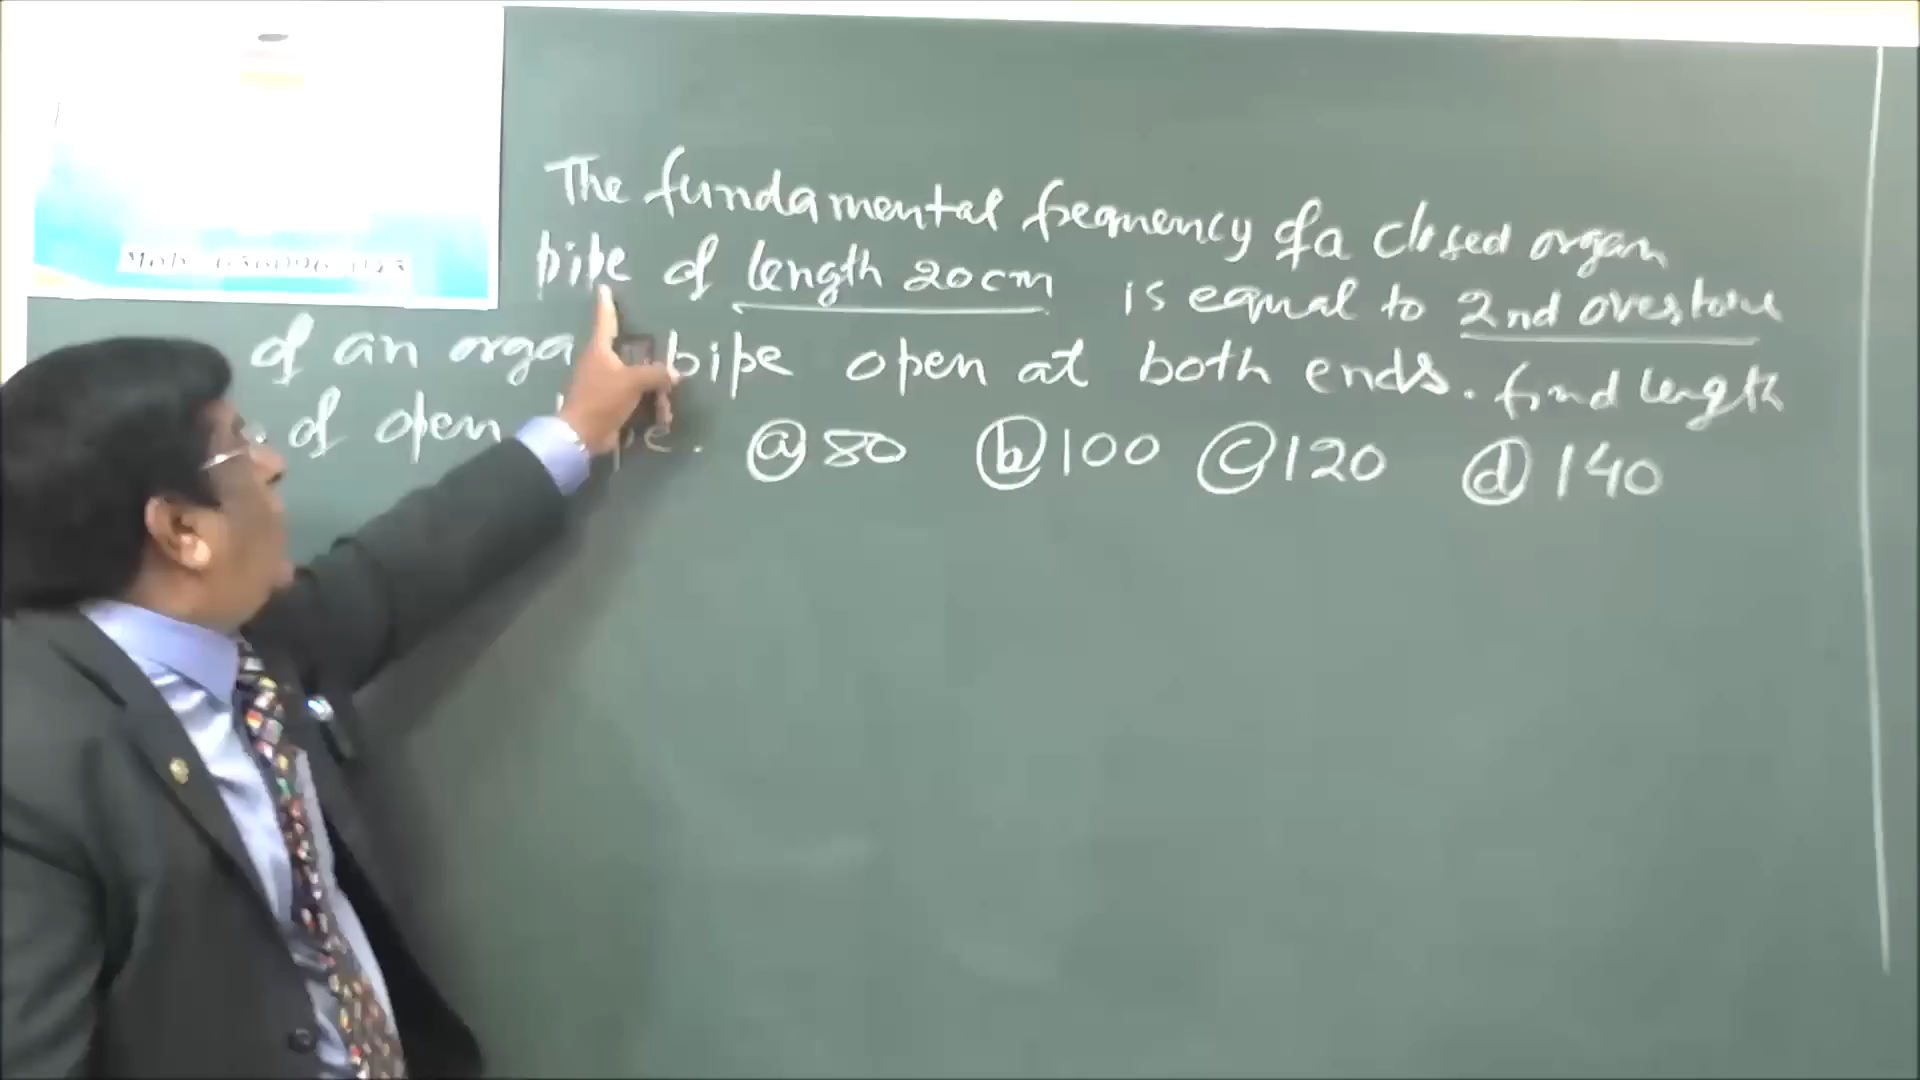 The fundamental frequency of a closed organ
pipe of length 20cm is equal to 2nd overtone
of an organ pipe open at both ends. find length
of open pipe. (a) 80 (b) 100 (c) 120 (d) 140